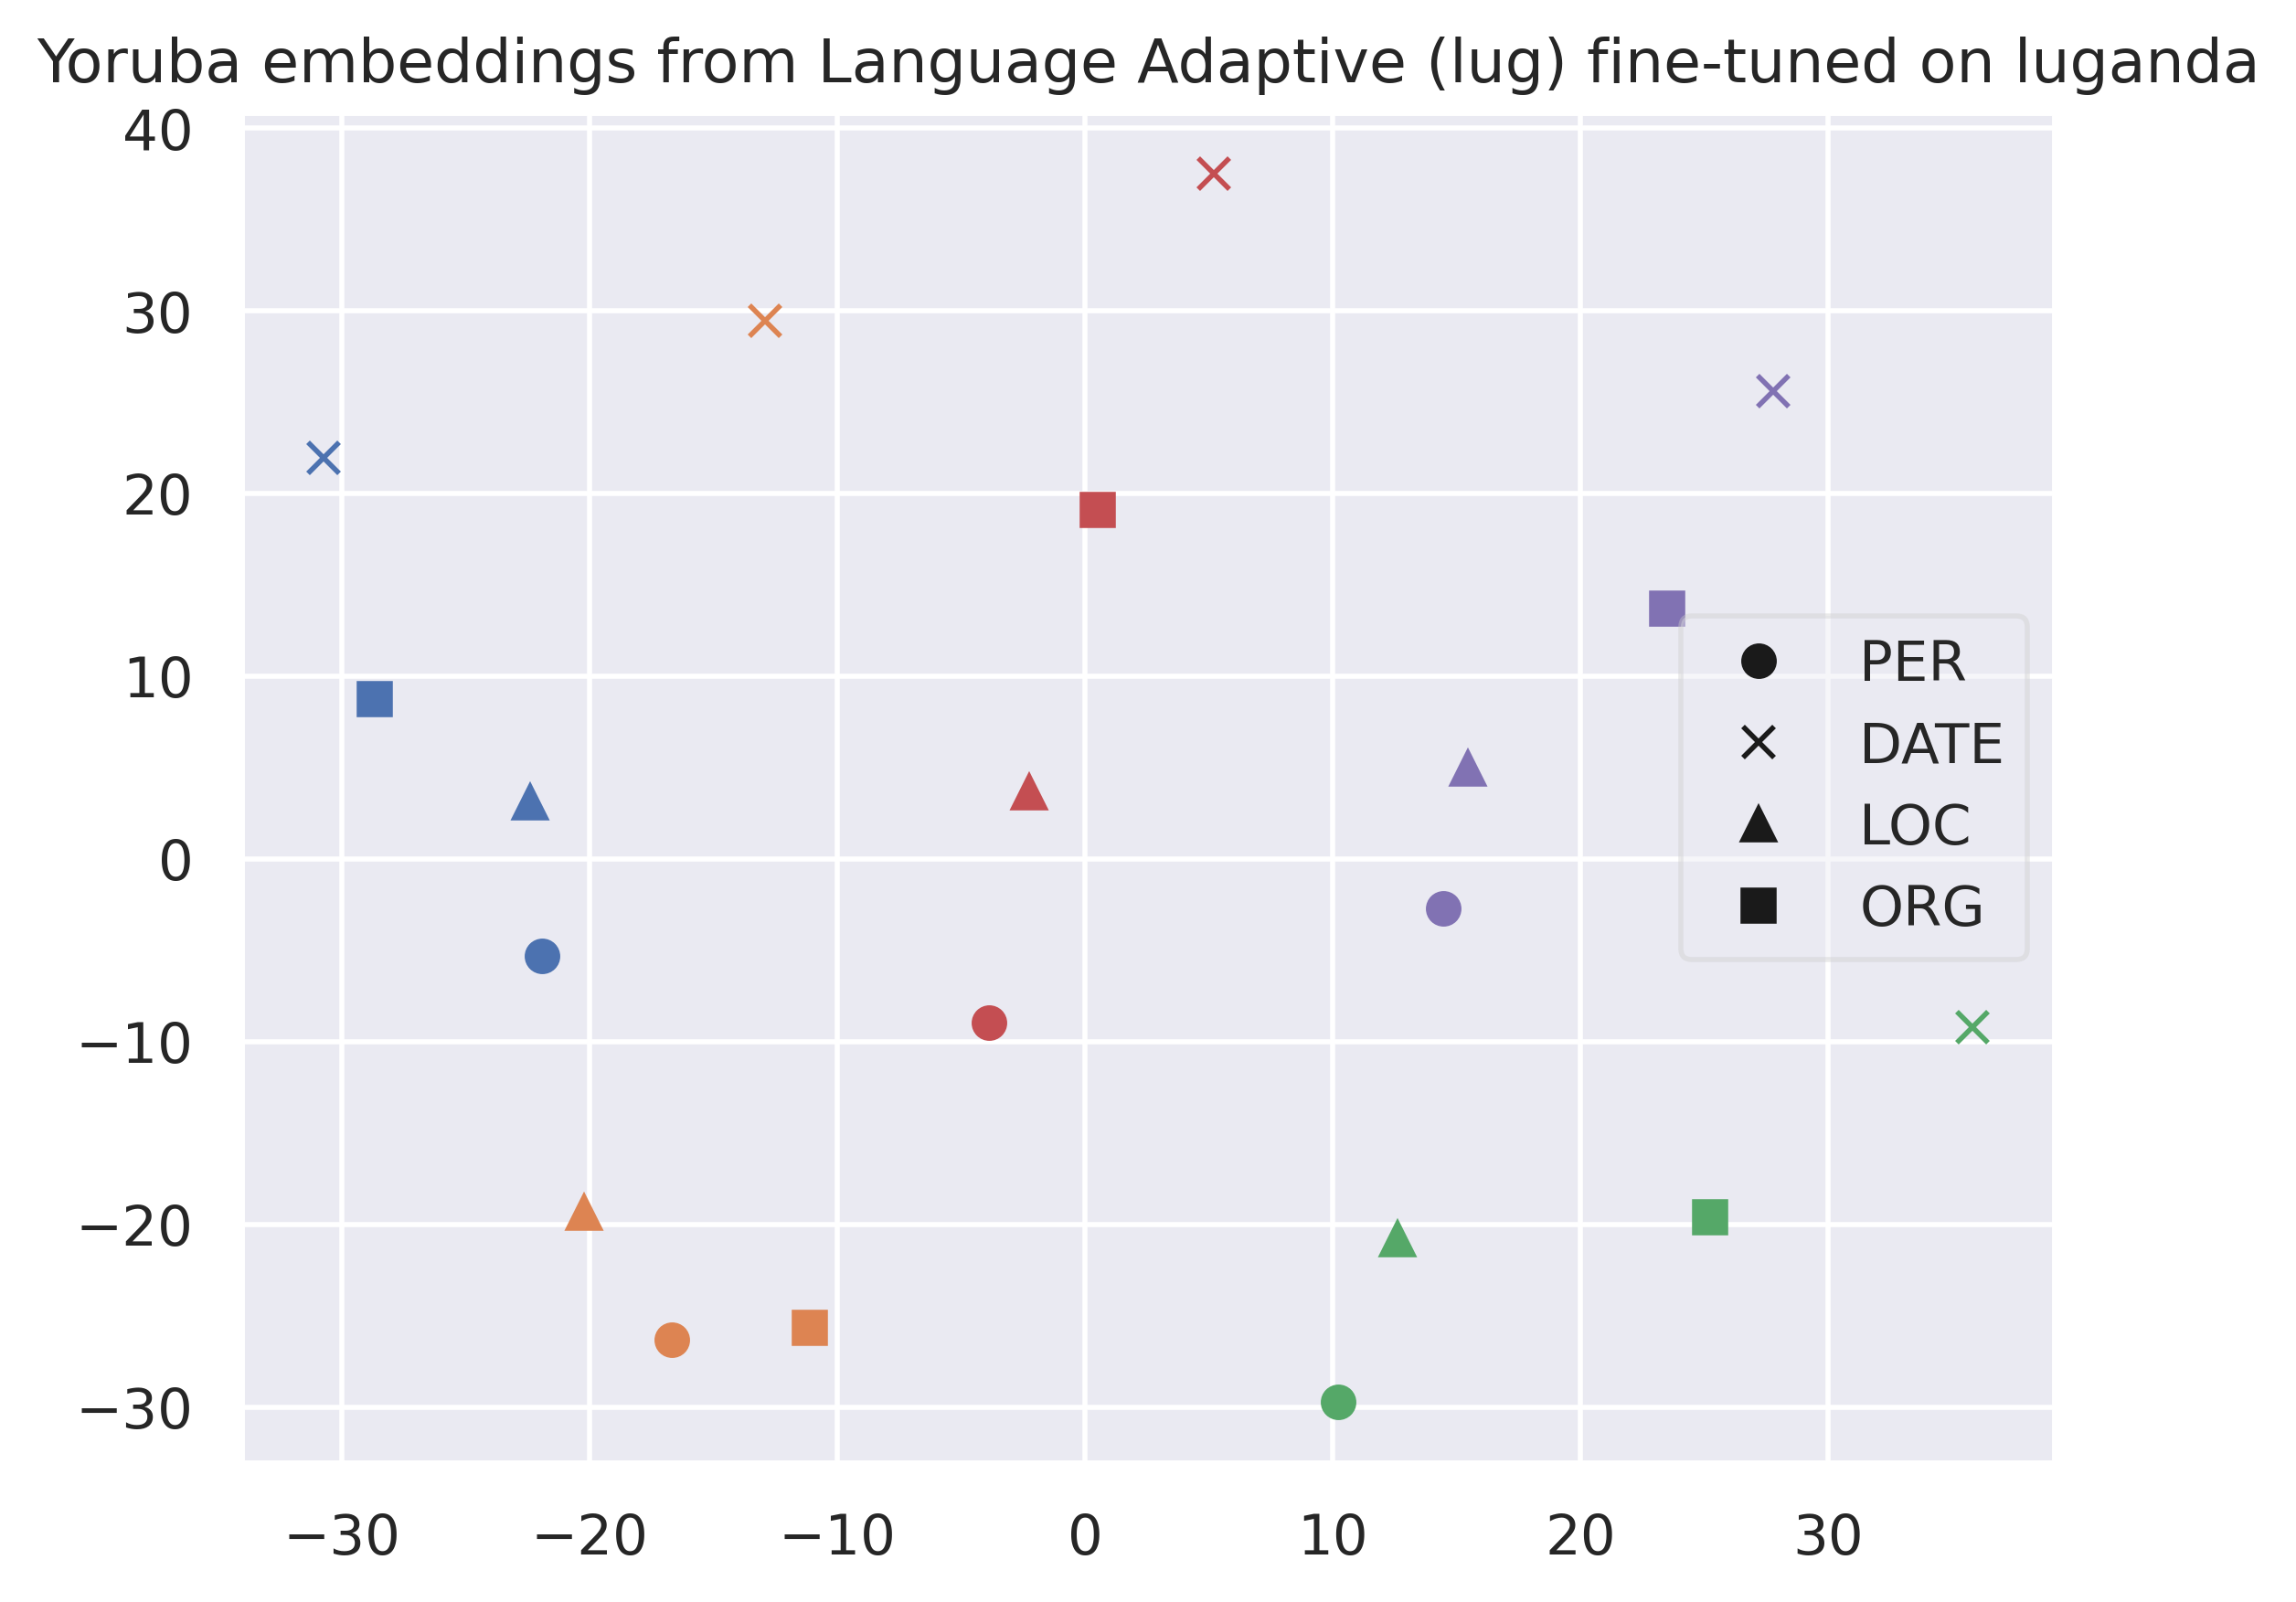 Yoruba embeddings from Language Adaptive (lug) fine-tuned on luganda
40
30
20
10
0
−10
−20
−30
PER
DATE
LOC
ORG
−30 −20 −10 0 10 20 30